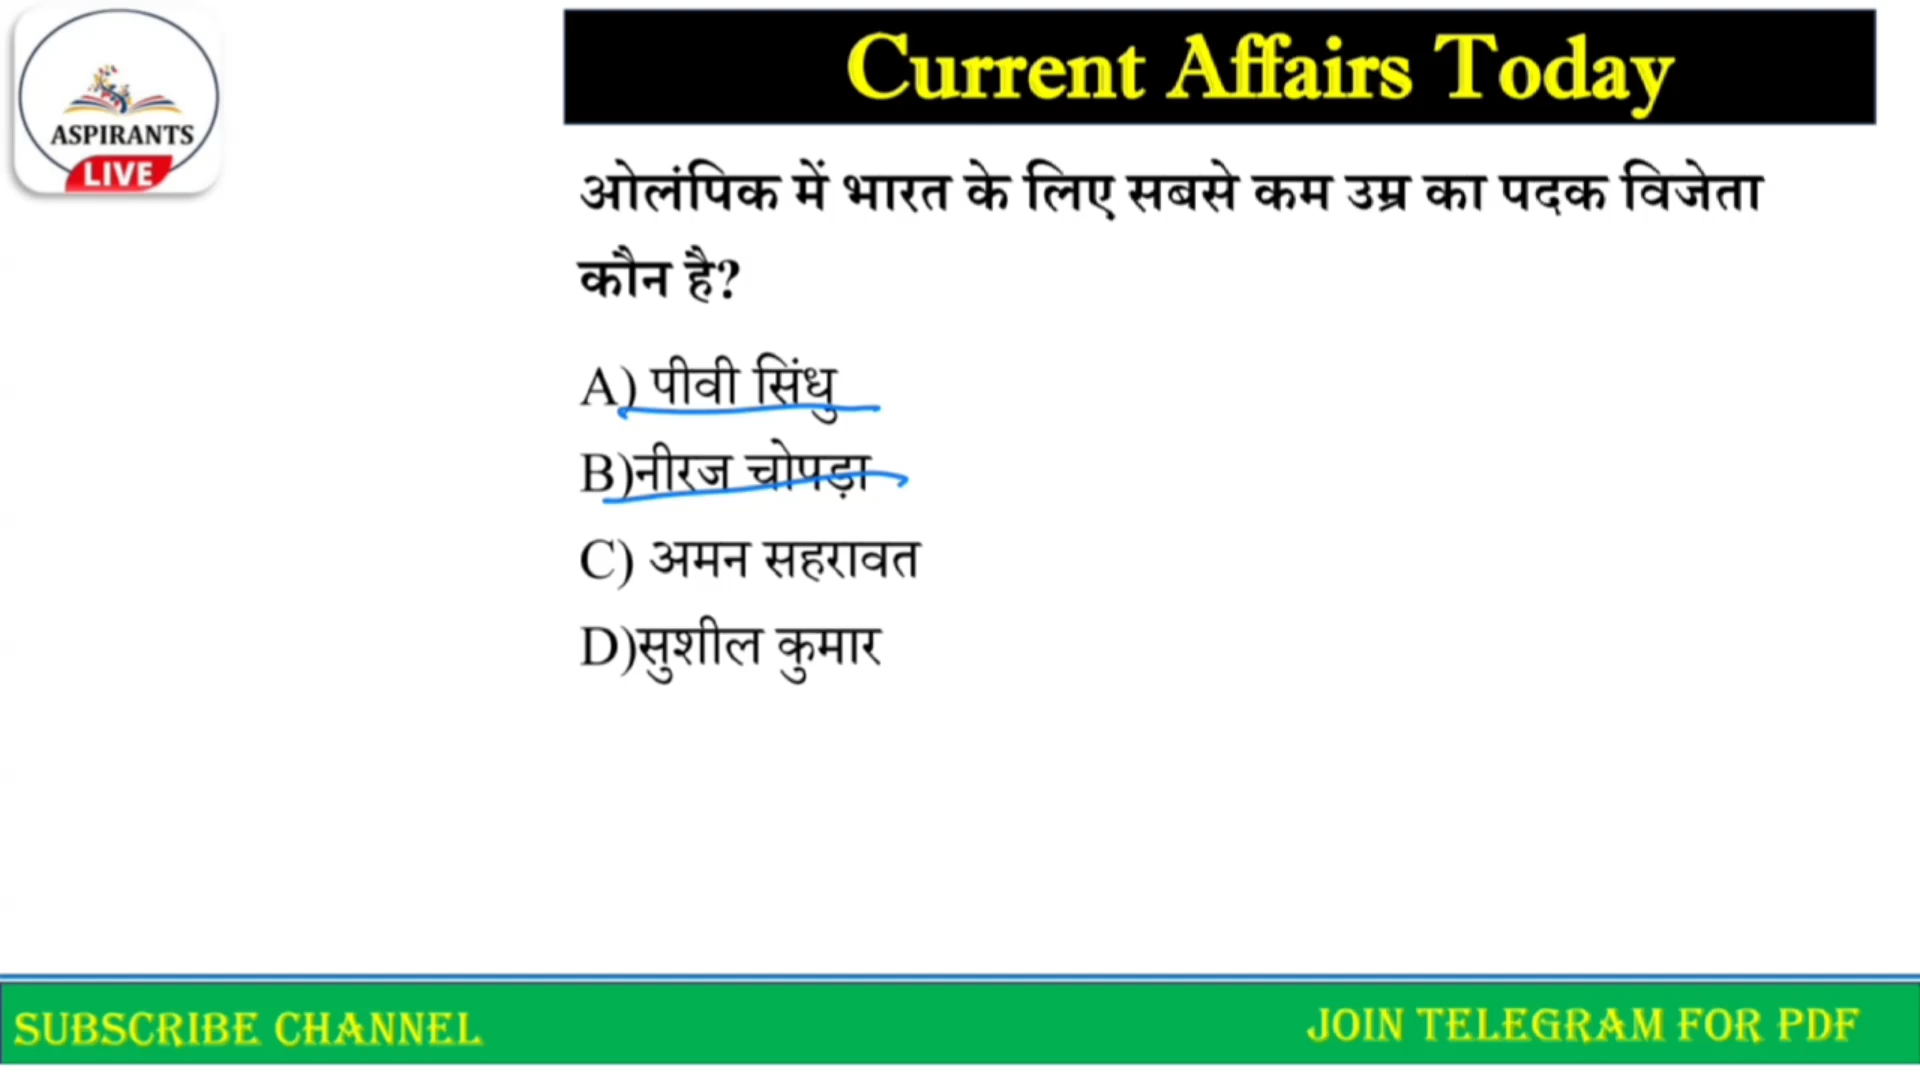 ASPIRANTS
LIVE
Current Affairs Today
ओलंपिक में भारत के लिए सबसे कम उम्र का पदक विजेता
कौन है?
A) पीवी सिंधु
B)नीरज चोपड़ा
C) अमन सहरावत
D)सुशील कुमार
SUBSCRIBE CHANNEL
JOIN TELEGRAM FOR PDF